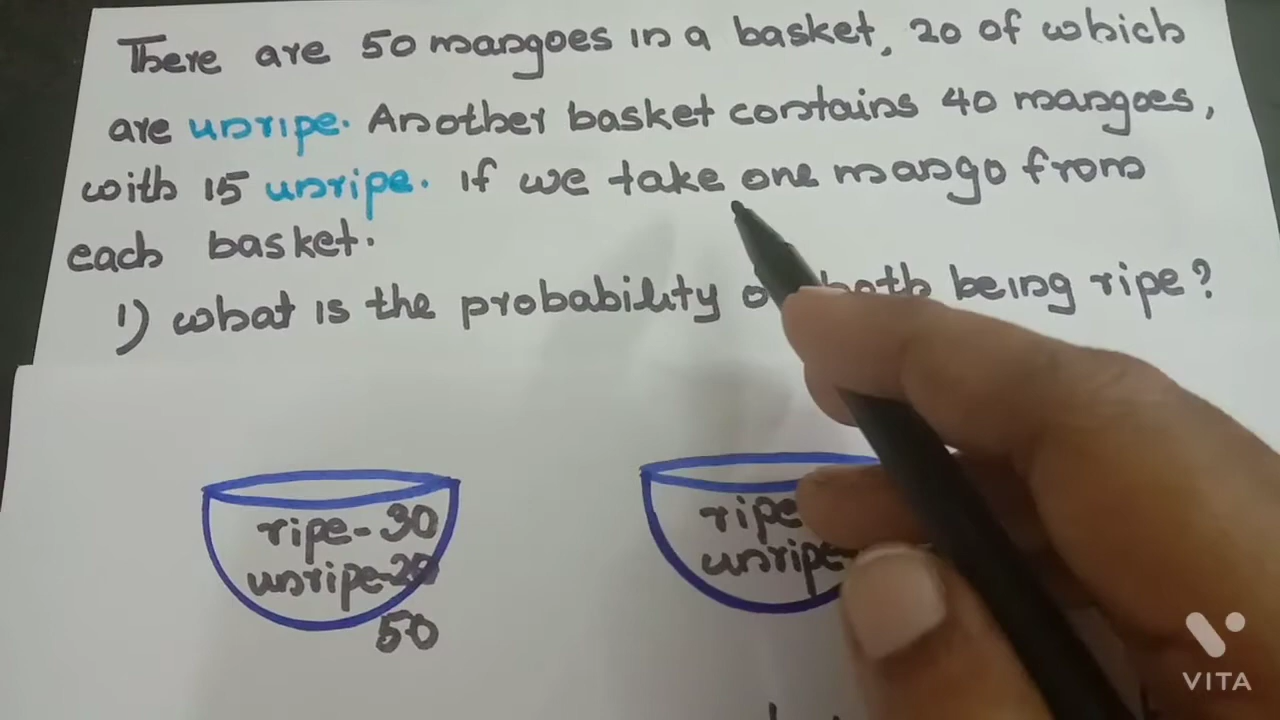 There are 50 mangoes in a basket, 20 of which
are unripe. Another basket contains 40 mangoes,
with 15 unripe. If we take one mango from
each basket.
1) what is the probability both being ripe?
ripe-30
unripe-20
50
ripe
unripe-
VITA